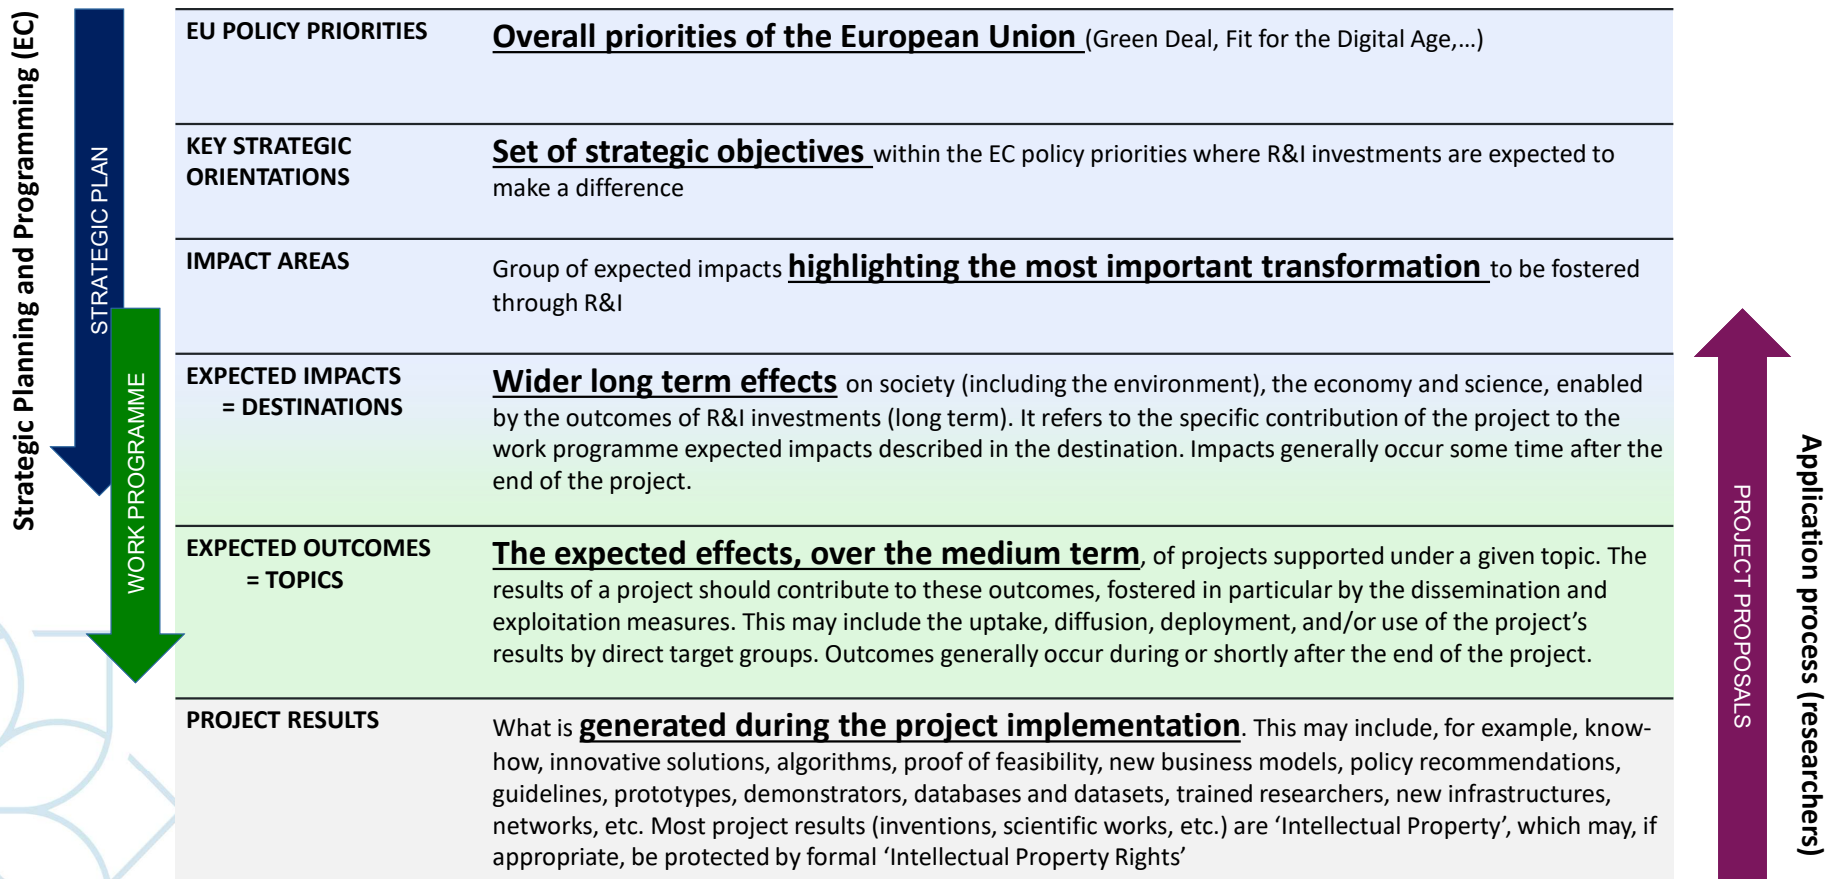 Strategic Planning and Programming (EC)
STRATEGIC PLAN
WORK PROGRAMME
EU POLICY PRIORITIES
Overall priorities of the European Union (Green Deal, Fit for the Digital Age,...)
KEY STRATEGIC
ORIENTATIONS
Set of strategic objectives within the EC policy priorities where R&I investments are expected to
make a difference
IMPACT AREAS
Group of expected impacts highlighting the most important transformation to be fostered
through R&I
EXPECTED IMPACTS
= DESTINATIONS
Wider long term effects on society (including the environment), the economy and science, enabled
by the outcomes of R&I investments (long term). It refers to the specific contribution of the project to the
work programme expected impacts described in the destination. Impacts generally occur some time after the
end of the project.
EXPECTED OUTCOMES
= TOPICS
The expected effects, over the medium term, of projects supported under a given topic. The
results of a project should contribute to these outcomes, fostered in particular by the dissemination and
exploitation measures. This may include the uptake, diffusion, deployment, and/or use of the project's
results by direct target groups. Outcomes generally occur during or shortly after the end of the project.
PROJECT RESULTS
What is generated during the project implementation. This may include, for example, know-
how, innovative solutions, algorithms, proof of feasibility, new business models, policy recommendations,
guidelines, prototypes, demonstrators, databases and datasets, trained researchers, new infrastructures,
networks, etc. Most project results (inventions, scientific works, etc.) are 'Intellectual Property', which may, if
appropriate, be protected by formal 'Intellectual Property Rights'
PROJECT PROPOSALS
Application process (researchers)